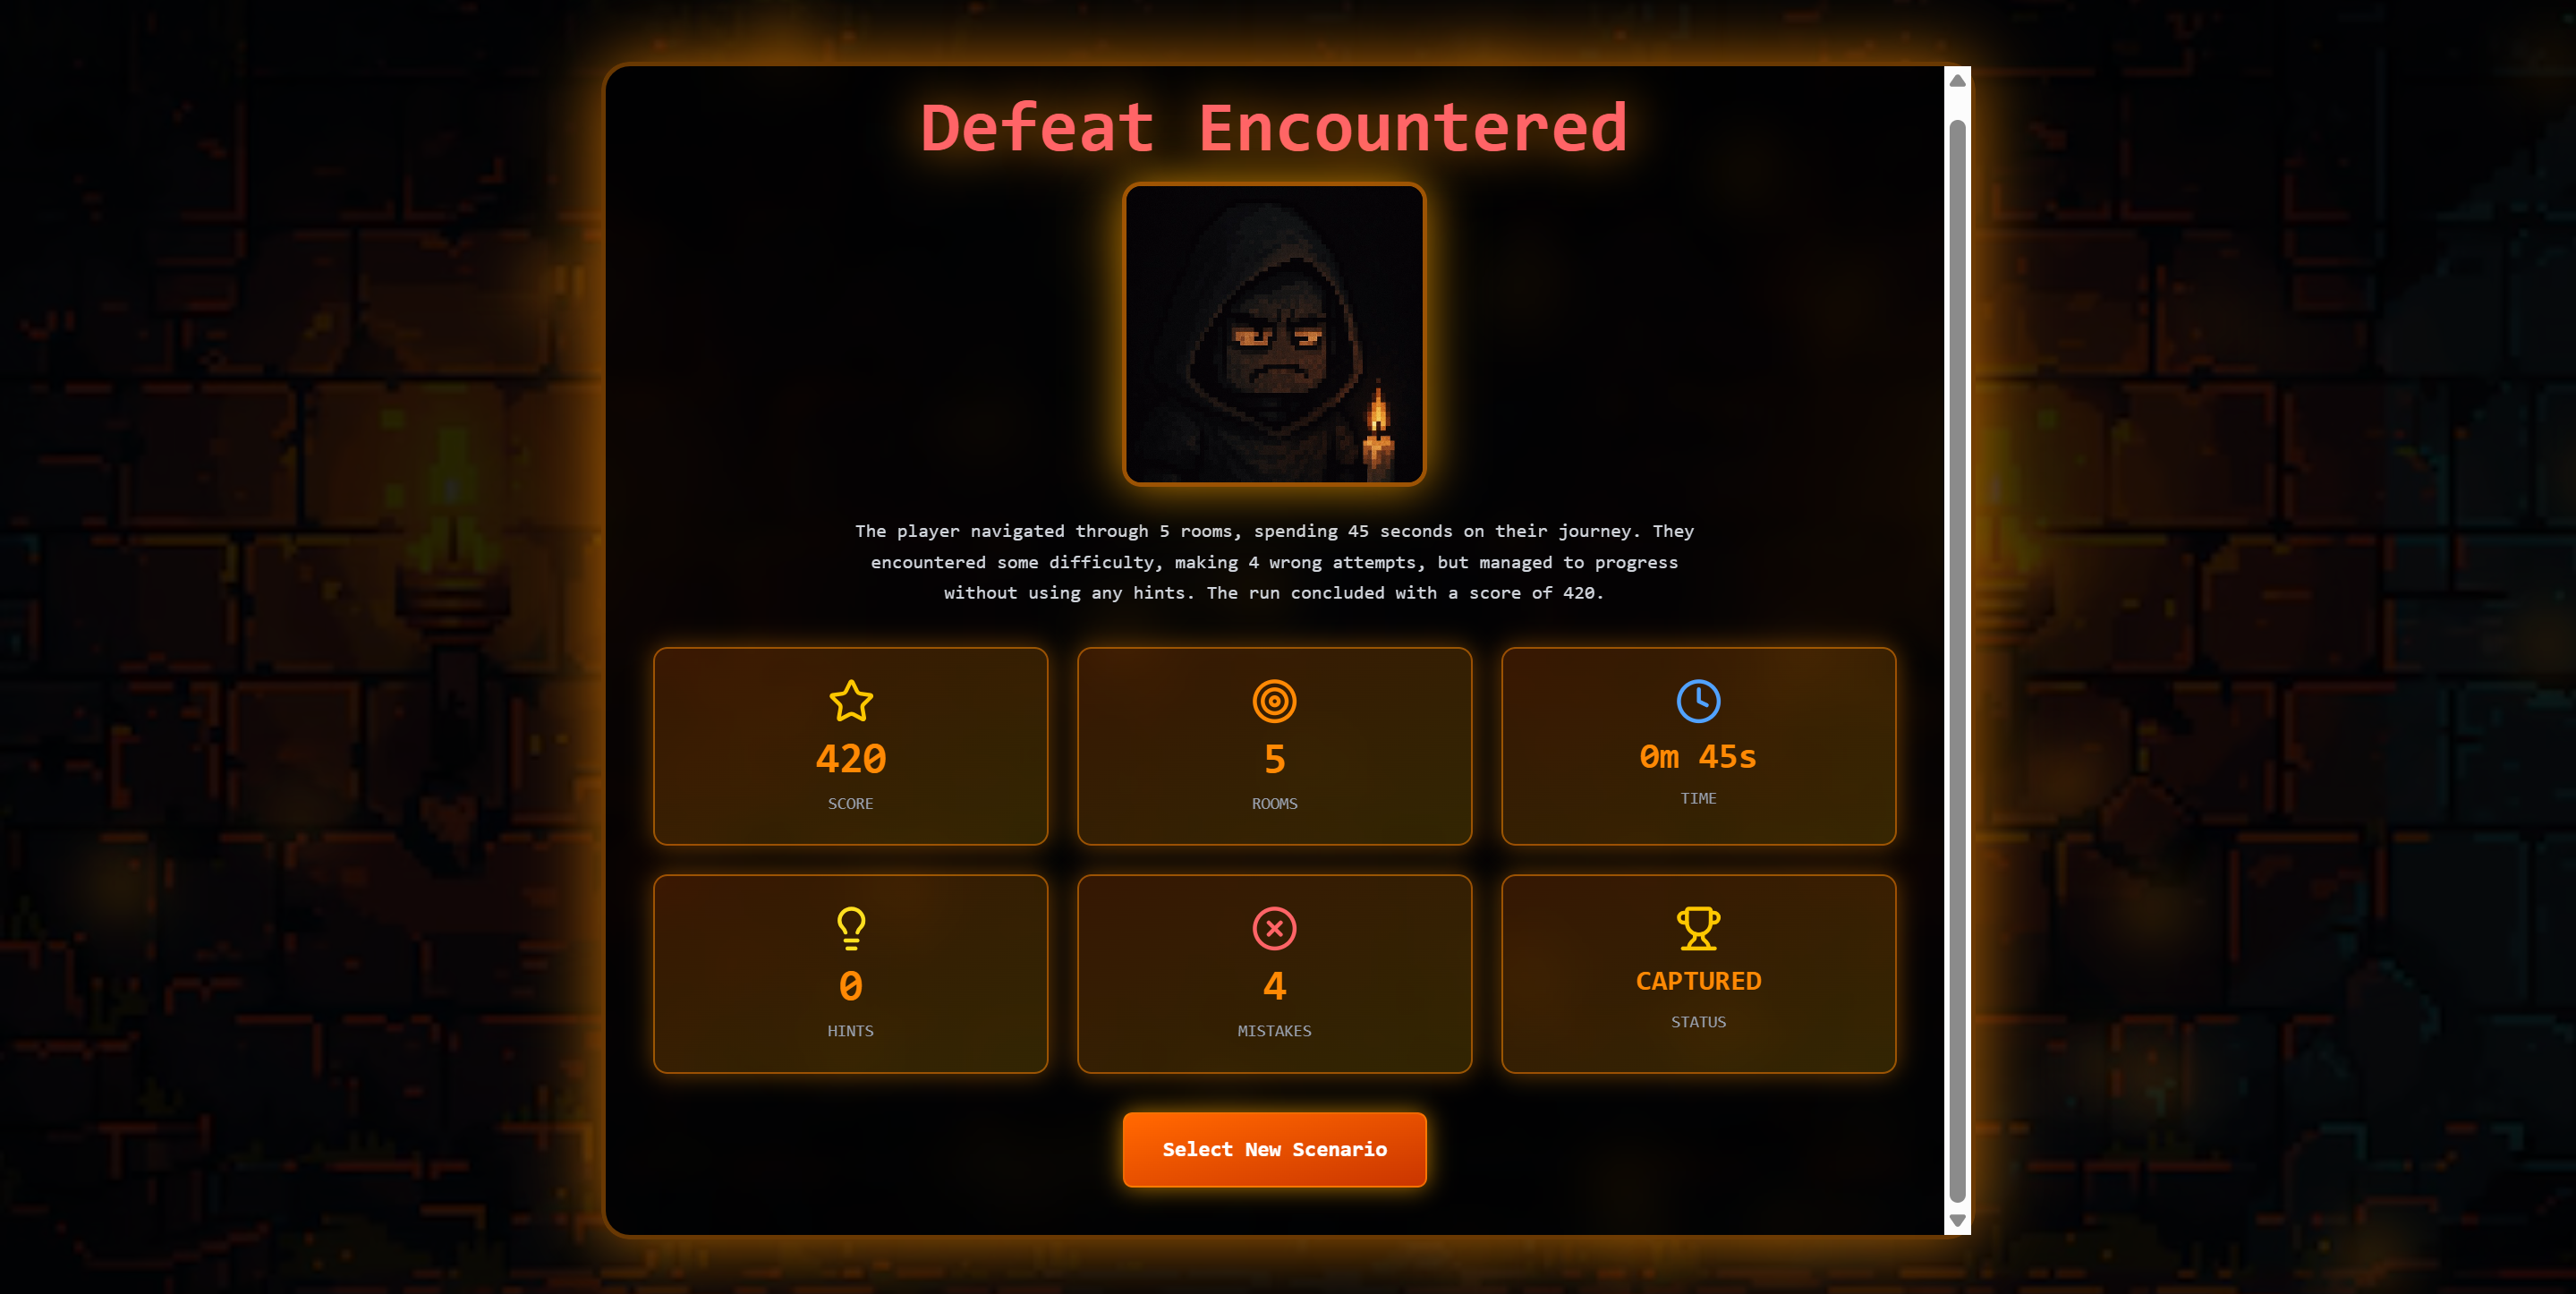 Defeat Encountered
The player navigated through 5 rooms, spending 45 seconds on their journey. They
encountered some difficulty, making 4 wrong attempts, but managed to progress
without using any hints. The run concluded with a score of 420.
420
SCORE
5
ROOMS
0m 45s
TIME
0
HINTS
4
MISTAKES
CAPTURED
STATUS
Select New Scenario